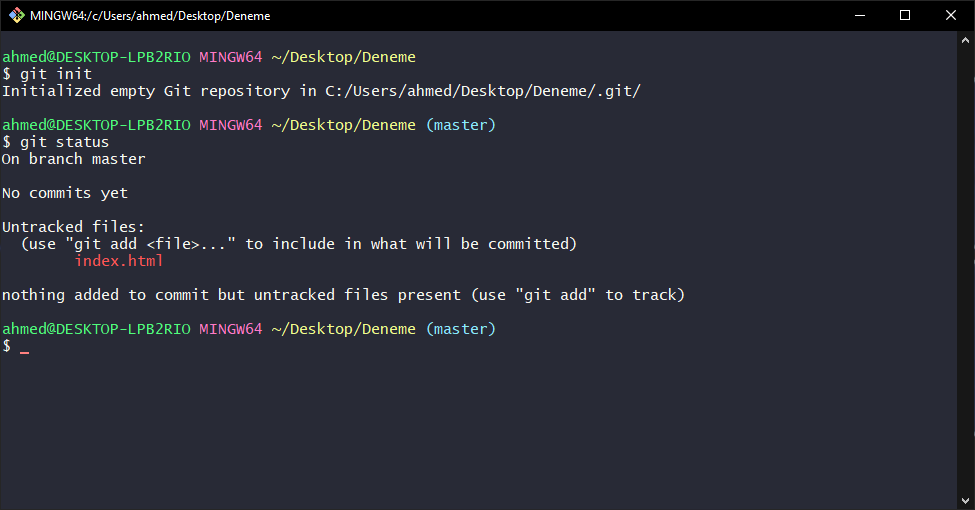 MINGW64:/c/Users/ahmed/Desktop/Deneme
ahmed@DESKTOP-LPB2RIO MINGW64 ~/Desktop/Deneme
$ git init
Initialized empty Git repository in C:/Users/ahmed/Desktop/Deneme/.git/
ahmed@DESKTOP-LPB2RIO MINGW64 ~/Desktop/Deneme (master)
$ git status
On branch master
No commits yet
Untracked files:
  (use "git add <file>..." to include in what will be committed)
        index.html
nothing added to commit but untracked files present (use "git add" to track)
ahmed@DESKTOP-LPB2RIO MINGW64 ~/Desktop/Deneme (master)
$ _